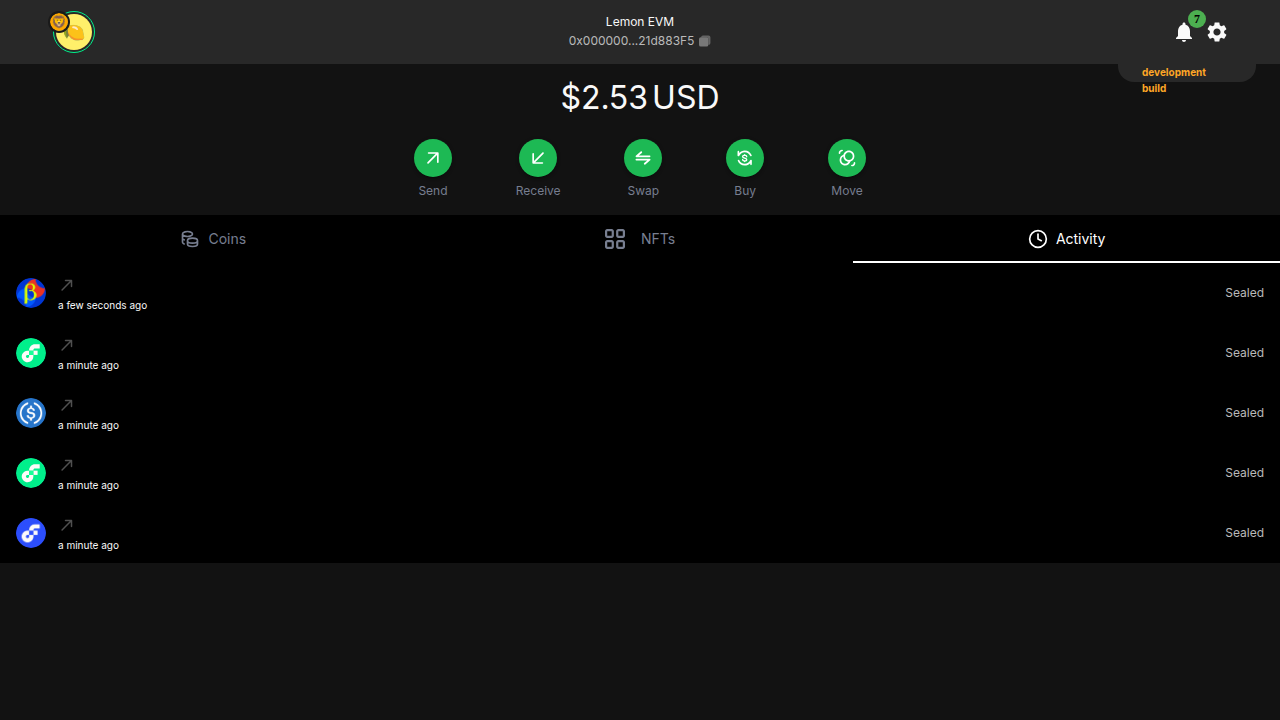 Lemon EVM
0x000000...21d883F5
7
development
build
$2.53 USD
Send
Receive
Swap
Buy
Move
Coins
NFTs
Activity
a few seconds ago
Sealed
a minute ago
Sealed
a minute ago
Sealed
a minute ago
Sealed
a minute ago
Sealed